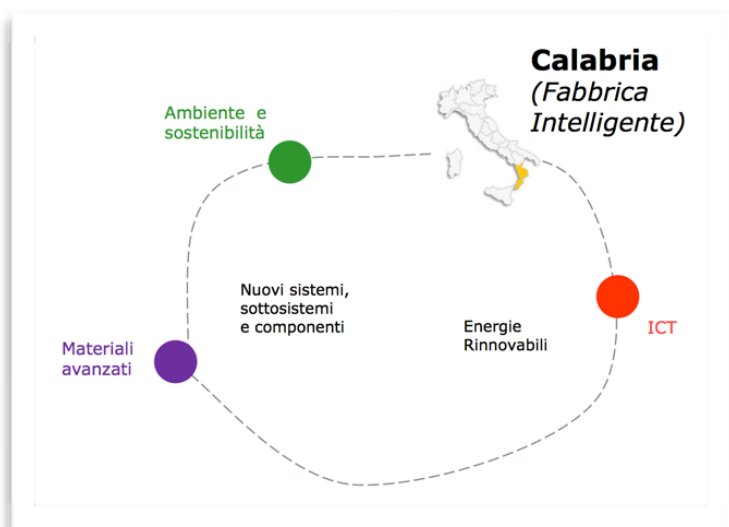 Calabria
(Fabbrica
Intelligente)
Ambiente e
sostenibilità
Nuovi sistemi,
sottosistemi
e componenti
Energie
Rinnovabili
ICT
Materiali
avanzati